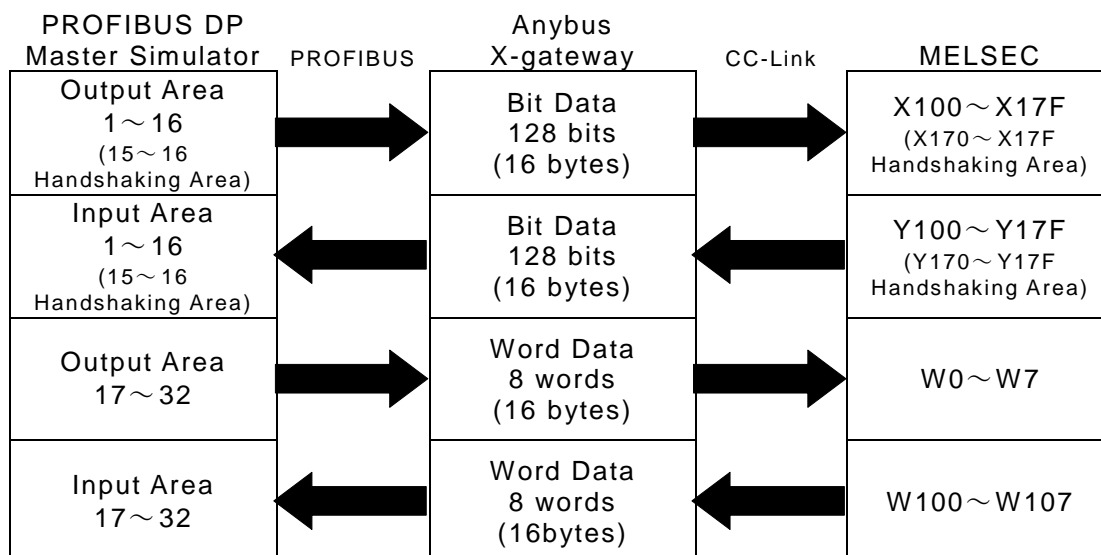 PROFIBUS DP
Master Simulator
PROFIBUS
Anybus
X-gateway
CC-Link
MELSEC
Output Area
1～16
(15～16
Handshaking Area)
Bit Data
128 bits
(16 bytes)
X100～X17F
(X170～X17F
Handshaking Area)
Input Area
1～16
(15～16
Handshaking Area)
Bit Data
128 bits
(16 bytes)
Y100～Y17F
(Y170～Y17F
Handshaking Area)
Output Area
17～32
Word Data
8 words
(16 bytes)
W0～W7
Input Area
17～32
Word Data
8 words
(16bytes)
W100～W107